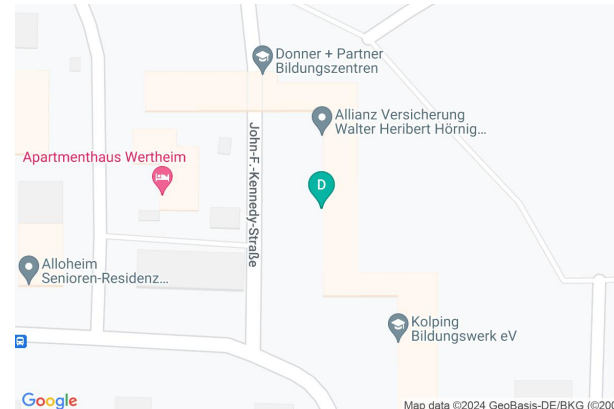 Donner + Partner
Bildungszentren
Allianz Versicherung
Walter Heribert Hörnig...
Apartmenthaus Wertheim
John-F.-Kennedy-Straße
D
Alloheim
Senioren-Residenz...
Kolping
Bildungswerk eV
Google
Map data ©2024 GeoBasis-DE/BKG (©200